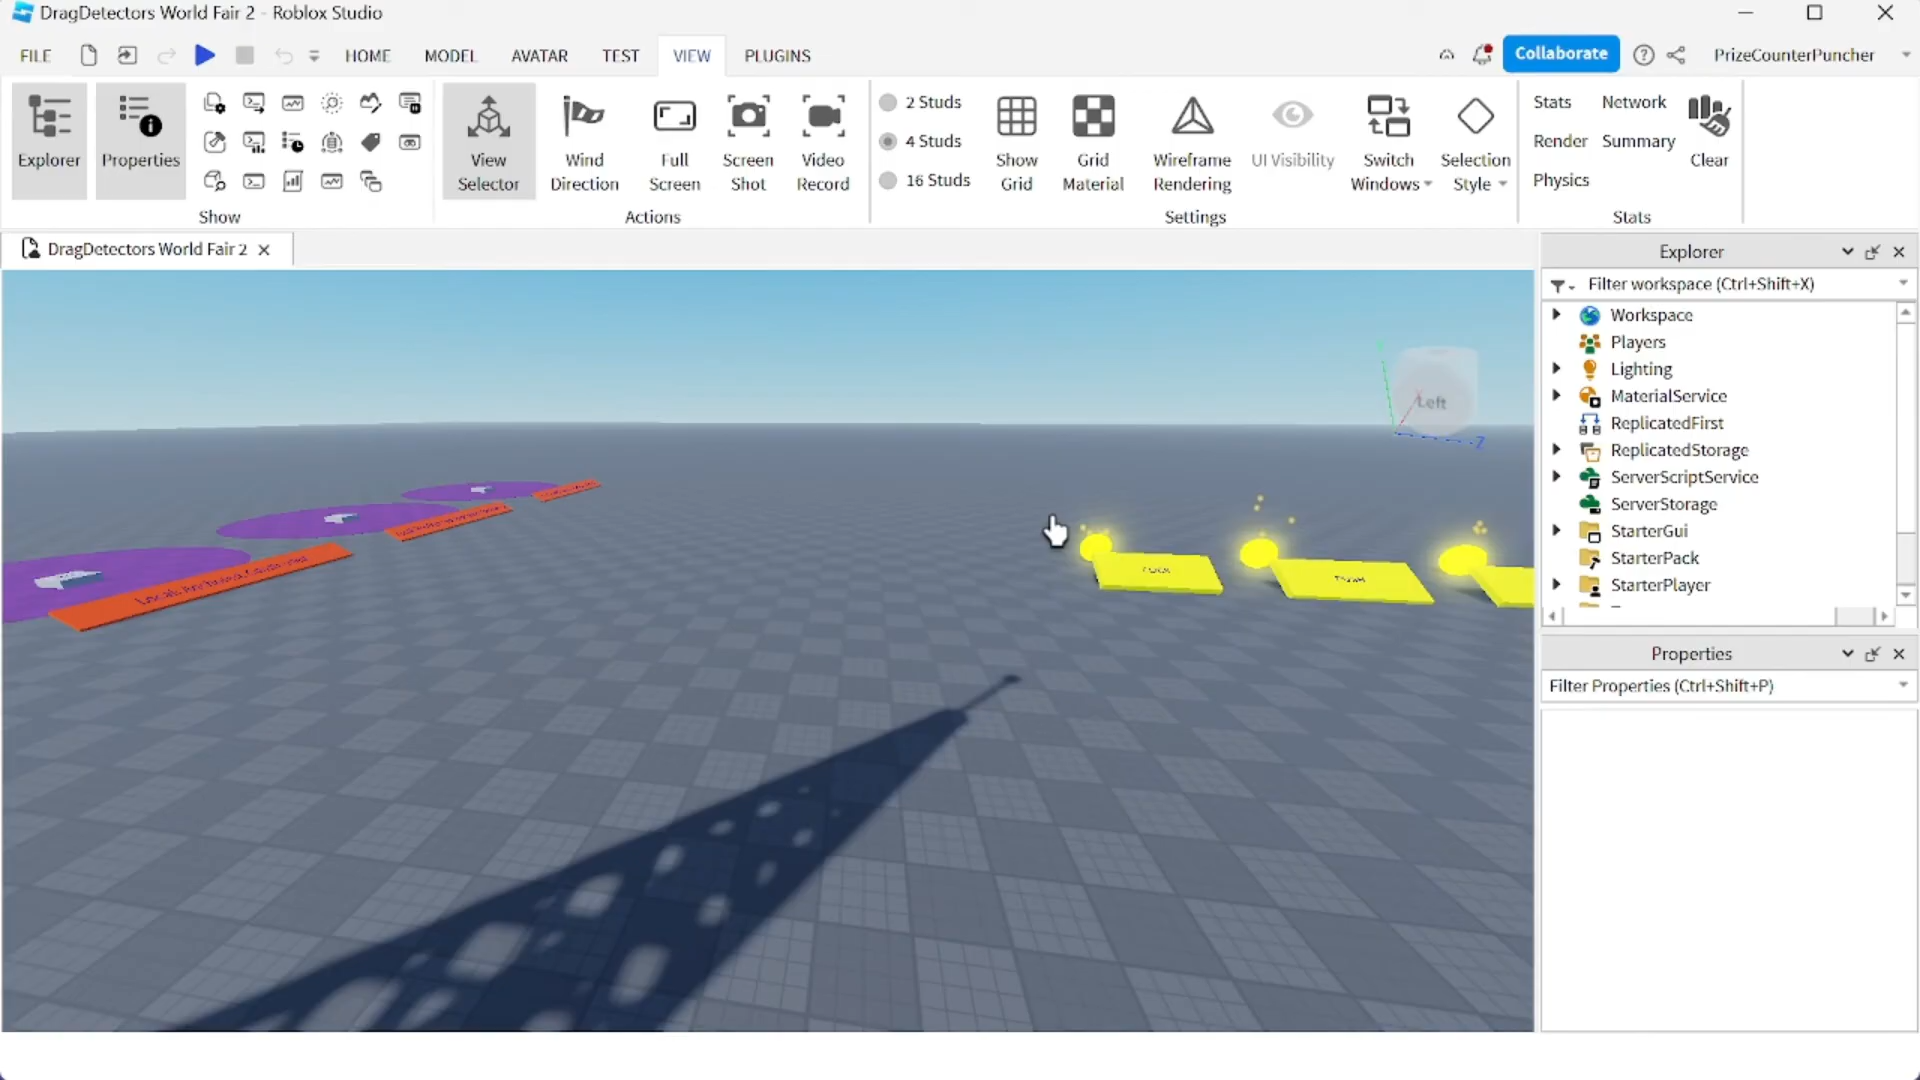 DragDetectors World Fair 2 - Roblox Studio
FILE HOME MODEL AVATAR TEST VIEW PLUGINS Collaborate PrizeCounterPuncher
Explorer
Properties
Show
View
Selector
Wind
Direction
Full
Screen
Screen
Shot
Video
Record
Actions
2 Studs
4 Studs
16 Studs
Show
Grid
Grid
Material
Wireframe
Rendering
UI Visibility
Switch
Windows
Selection
Style
Settings
Stats Network
Render Summary
Physics
Clear
Stats
DragDetectors World Fair 2
Left
Z
Explorer
Filter workspace (Ctrl+Shift+X)
Workspace
Players
Lighting
MaterialService
ReplicatedFirst
ReplicatedStorage
ServerScriptService
ServerStorage
StarterGui
StarterPack
StarterPlayer
Properties
Filter Properties (Ctrl+Shift+P)